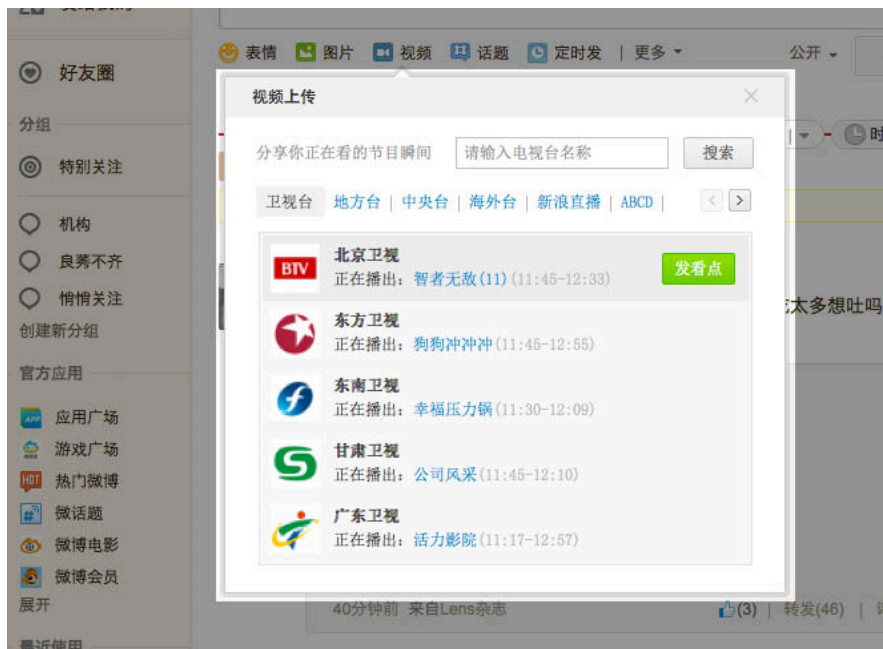 表情 图片 视频 话题 定时发 | 更多 公开
好友圈
分组
特别关注
机构
良莠不齐
悄悄关注
创建新分组
官方应用
APP 应用广场
游戏广场
HOT 热门微博
# 微话题
微博电影
微博会员
展开
最近使用
视频上传
分享你正在看的节目瞬间 请输入电视台名称 搜索
卫视台 地方台 | 中央台 | 海外台 | 新浪直播 | ABCD | < >
BTV 北京卫视
正在播出：智者无敌(11)(11:45-12:33) 发看点
东方卫视
正在播出：狗狗冲冲冲(11:45-12:55)
东南卫视
正在播出：幸福压力锅(11:30-12:09)
甘肃卫视
正在播出：公司风采(11:45-12:10)
广东卫视
正在播出：活力影院(11:17-12:57)
时
太多想吐吗
40分钟前 来自Lens杂志 (3) | 转发(46) |